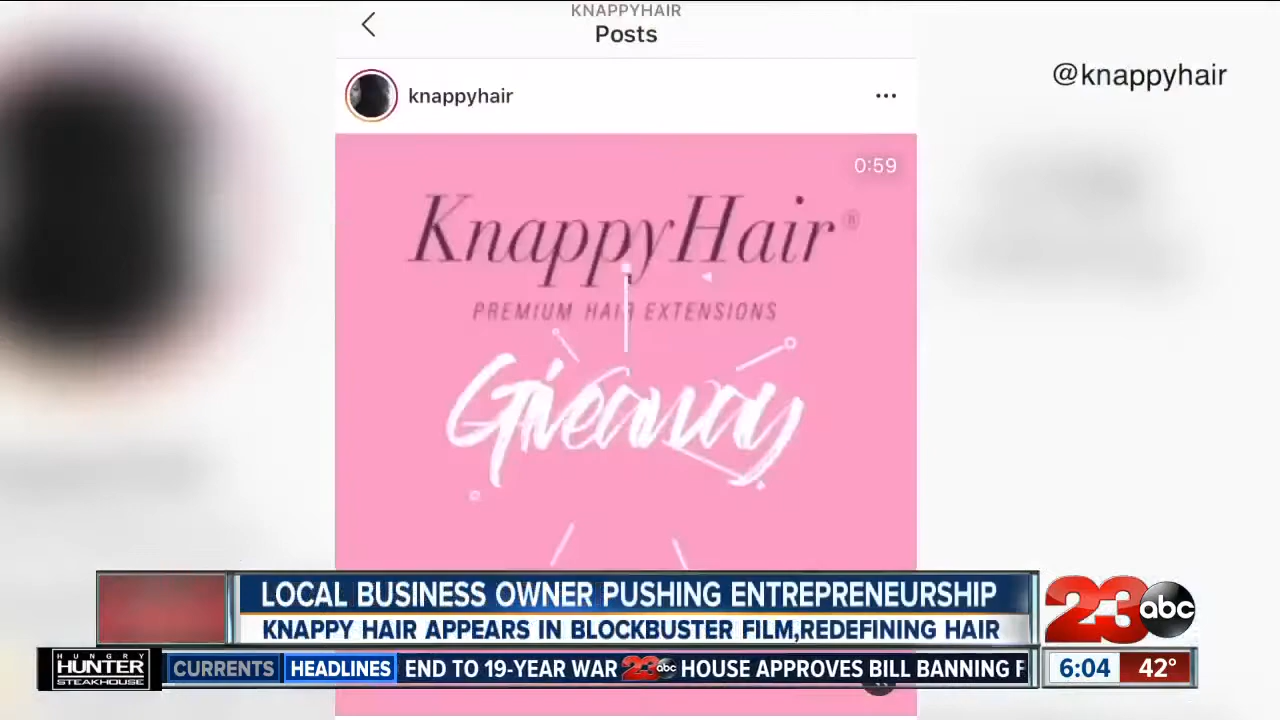 KNAPPYHAIR
Posts
@knappyhair
knappyhair
0:59
KnappyHair®
PREMIUM HAIR EXTENSIONS
Giveaway
LOCAL BUSINESS OWNER PUSHING ENTREPRENEURSHIP
KNAPPY HAIR APPEARS IN BLOCKBUSTER FILM,REDEFINING HAIR
23 abc
HUNGRY
HUNTER
STEAKHOUSE
CURRENTS
HEADLINES
END TO 19-YEAR WAR 23 abc HOUSE APPROVES BILL BANNING F
6:04
42°